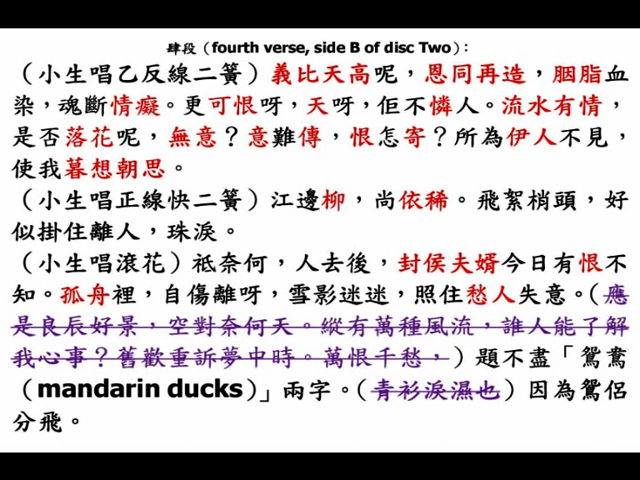 肆段（fourth verse, side B of disc Two）：
（小生唱乙反線二簧）義比天高呢，恩同再造，胭脂血
染，魂斷情癡。更可恨呀，天呀，佢不憐人。流水有情，
是否落花呢，無意？意難傳，恨怎寄？所為伊人不見，
使我暮想朝思。
（小生唱正線快二簧）江邊柳，尚依稀。飛絮梢頭，好
似掛住離人，珠淚。
（小生唱滾花）祗奈何，人去後，封侯夫婿今日有恨不
知。孤舟裡，自傷離呀，雪影迷迷，照住愁人失意。（應
是良辰好景，空對奈何天。縱有萬種風流，誰人能了解
我心事？舊歡重訴夢中時。萬恨千愁，）題不盡「鴛鴦
（mandarin ducks）」兩字。（青衫淚濕也）因為鴛侶
分飛。